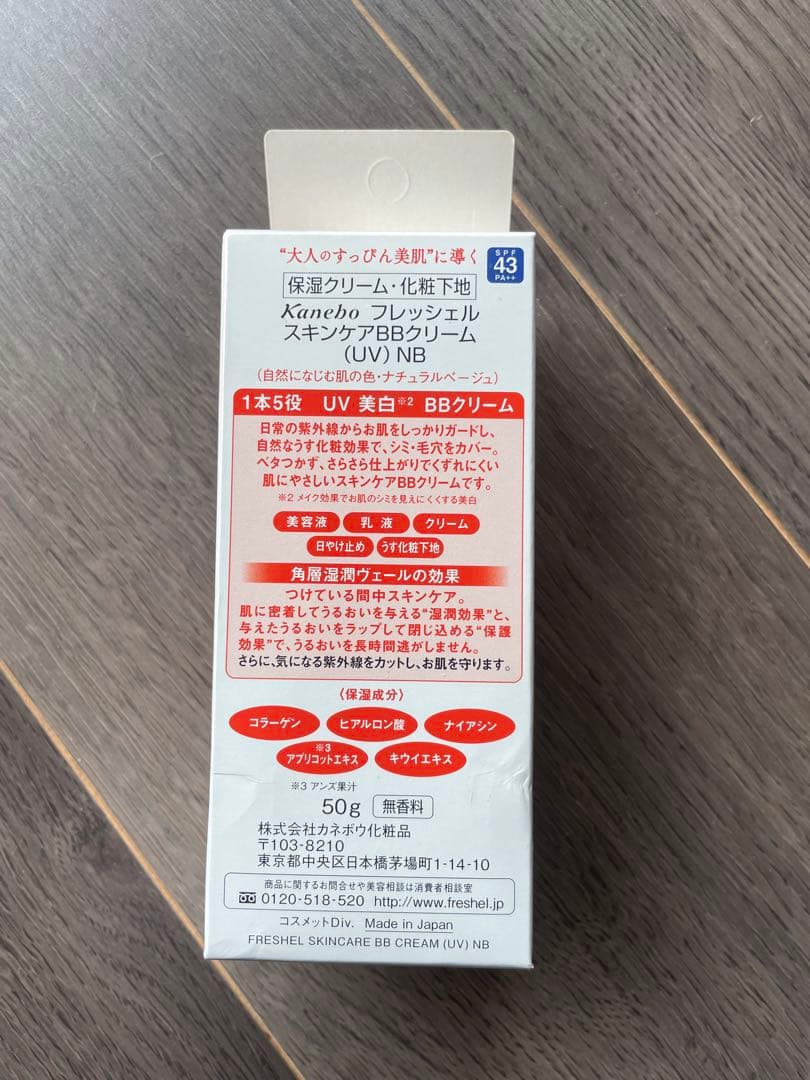 “大人のすっぴん美肌”に導く
SPF
43
PA++
保湿クリーム・化粧下地
Kanebo フレッシェル
スキンケアBBクリーム
(UV) NB
(自然になじむ肌の色・ナチュラルベージュ)
1本5役 UV 美白※2 BBクリーム
日常の紫外線からお肌をしっかりガードし、
自然なうす化粧効果で、シミ・毛穴をカバー。
ベタつかず、さらさら仕上がりでくずれにくい
肌にやさしいスキンケアBBクリームです。
※2 メイク効果でお肌のシミを見えにくくする美白
美容液 乳液 クリーム
日やけ止め うす化粧下地
角層湿潤ヴェールの効果
つけている間中スキンケア。
肌に密着してうるおいを与える“湿潤効果”と、
与えたうるおいをラップして閉じ込める“保護
効果”で、うるおいを長時間逃がしません。
さらに、気になる紫外線をカットし、お肌を守ります。
〈保湿成分〉
コラーゲン ヒアルロン酸 ナイアシン
※3
アプリコットエキス キウイエキス
※3 アンズ果汁
50g 無香料
株式会社カネボウ化粧品
〒103-8210
東京都中央区日本橋茅場町1-14-10
商品に関するお問合せや美容相談は消費者相談室
0120-518-520 http://www.freshel.jp
コスメットDiv. Made in Japan
FRESHEL SKINCARE BB CREAM (UV) NB